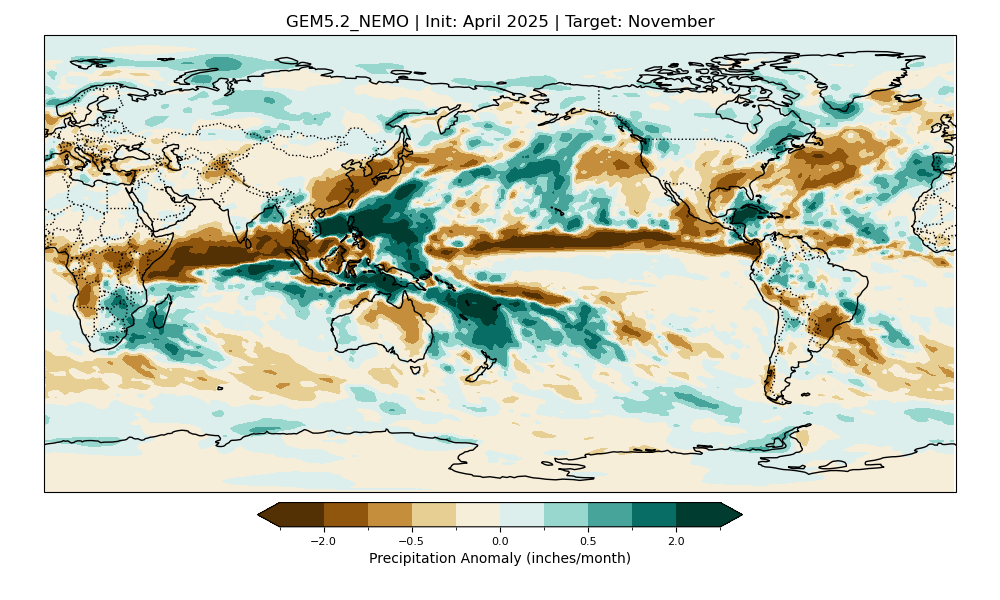 GEM5.2_NEMO | Init: April 2025 | Target: November
−2.0 −0.5 0.0 0.5 2.0
Precipitation Anomaly (inches/month)